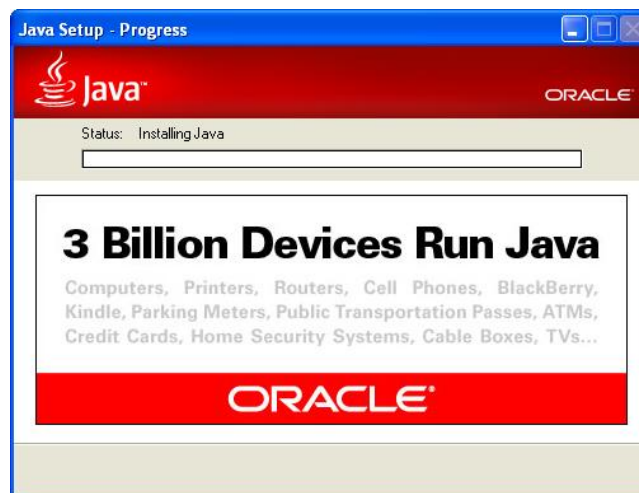 Java Setup - Progress
Java™
ORACLE®
Status: Installing Java
3 Billion Devices Run Java
Computers, Printers, Routers, Cell Phones, BlackBerry,
Kindle, Parking Meters, Public Transportation Passes, ATMs,
Credit Cards, Home Security Systems, Cable Boxes, TVs...
ORACLE®